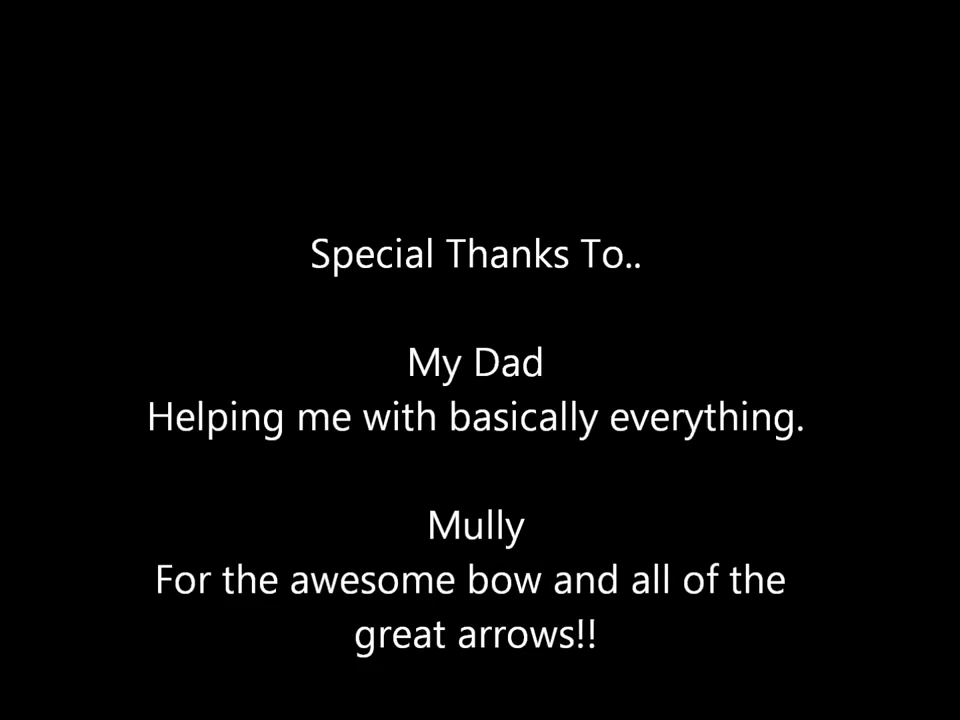 Special Thanks To..
My Dad
Helping me with basically everything.
Mully
For the awesome bow and all of the
great arrows!!